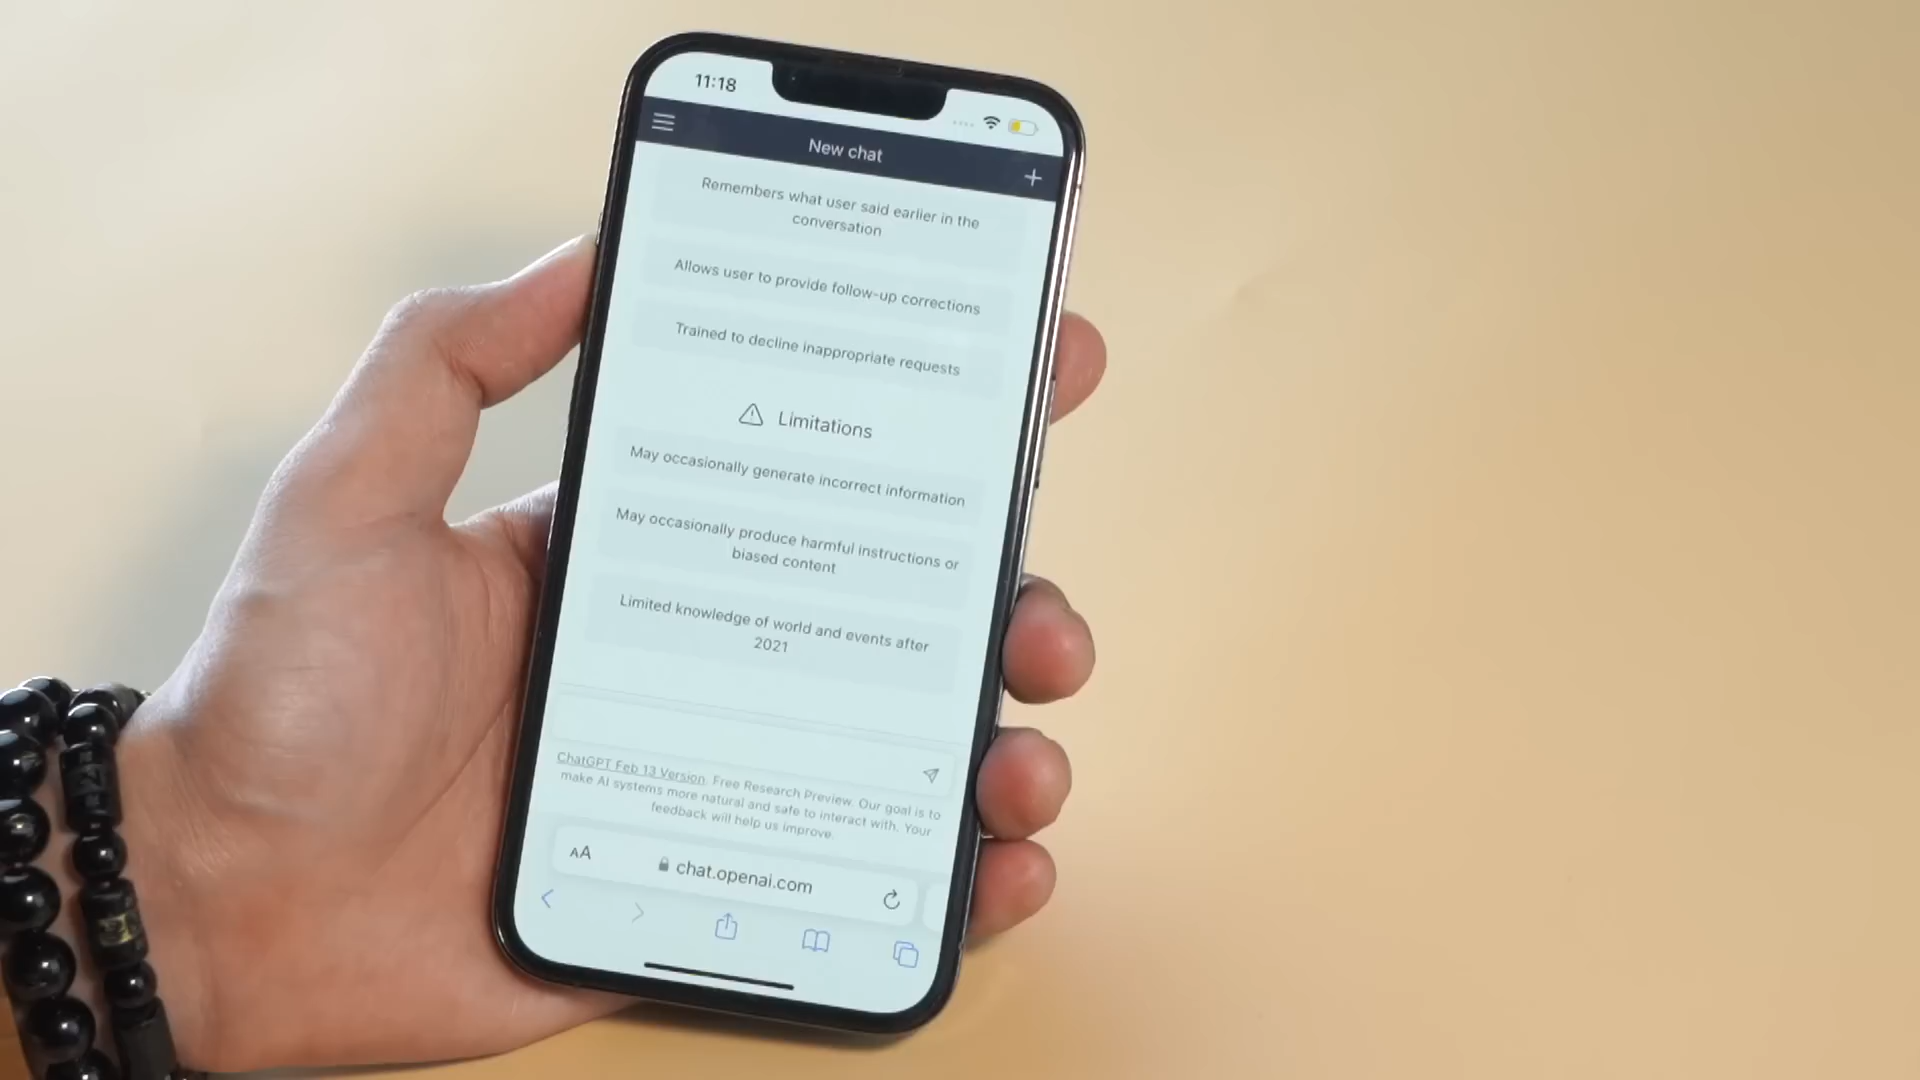 11:18
New chat
Remembers what user said earlier in the
conversation
Allows user to provide follow-up corrections
Trained to decline inappropriate requests
Limitations
May occasionally generate incorrect information
May occasionally produce harmful instructions or
biased content
Limited knowledge of world and events after
2021
ChatGPT Feb 13 Version. Free Research Preview. Our goal is to
make AI systems more natural and safe to interact with. Your
feedback will help us improve.
AA
chat.openai.com